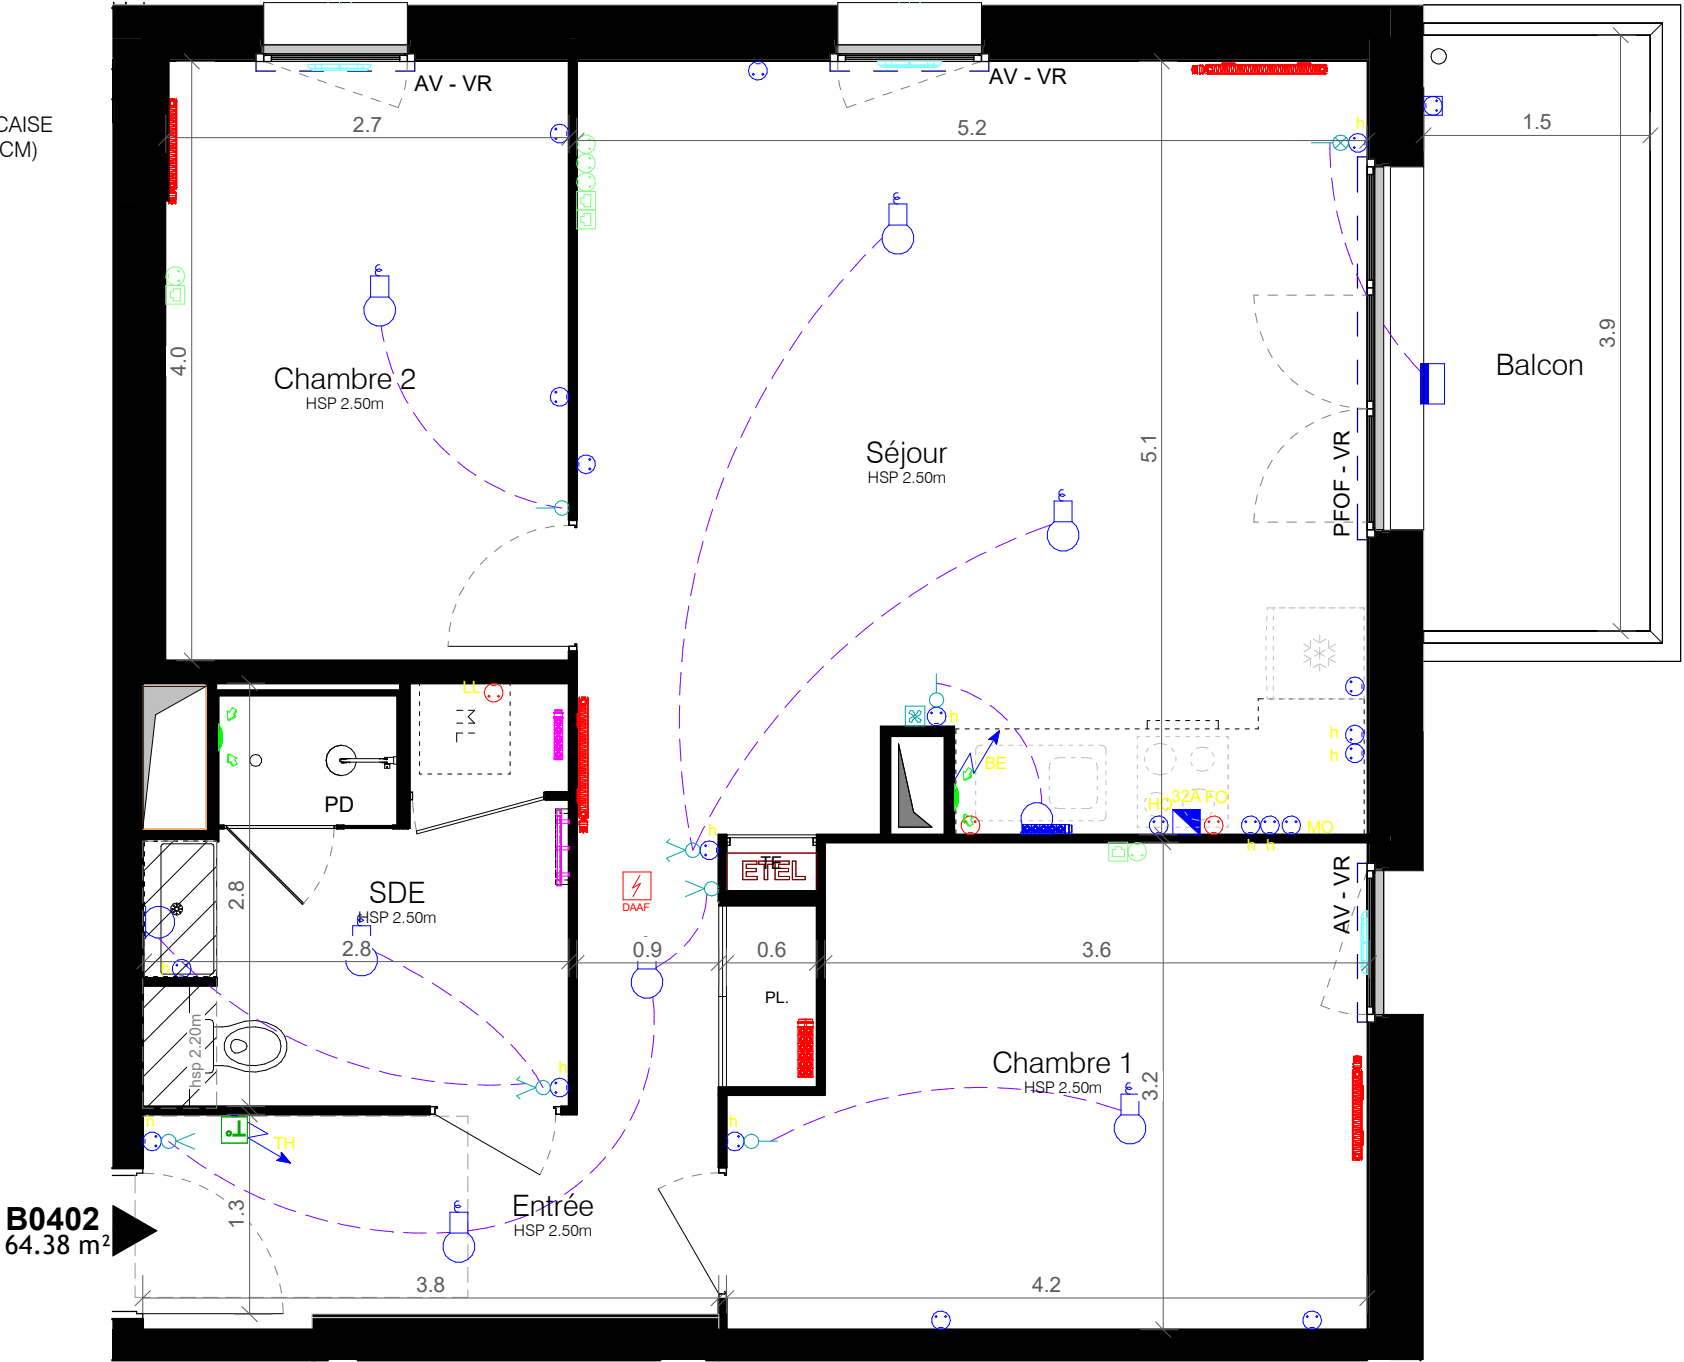 CAISE
CM)
AV - VR
AV - VR
2.7
5.2
1.5
h
4.0
Chambre 2
HSP 2.50m
Séjour
HSP 2.50m
5.1
PFOF - VR
3.9
Balcon
LL
ML
PD
h
BE
h
h
HO
32A
FO
MO
h
h
h
TE
ETEL
DAAF
AV - VR
SDE
HSP 2.50m
2.8
2.8
0.9
0.6
3.6
h
PL.
hsp 2.20m
Chambre 1
HSP 2.50m
3.2
h
h
h
T
TH
Entrée
HSP 2.50m
1.3
B0402
64.38 m²
3.8
4.2